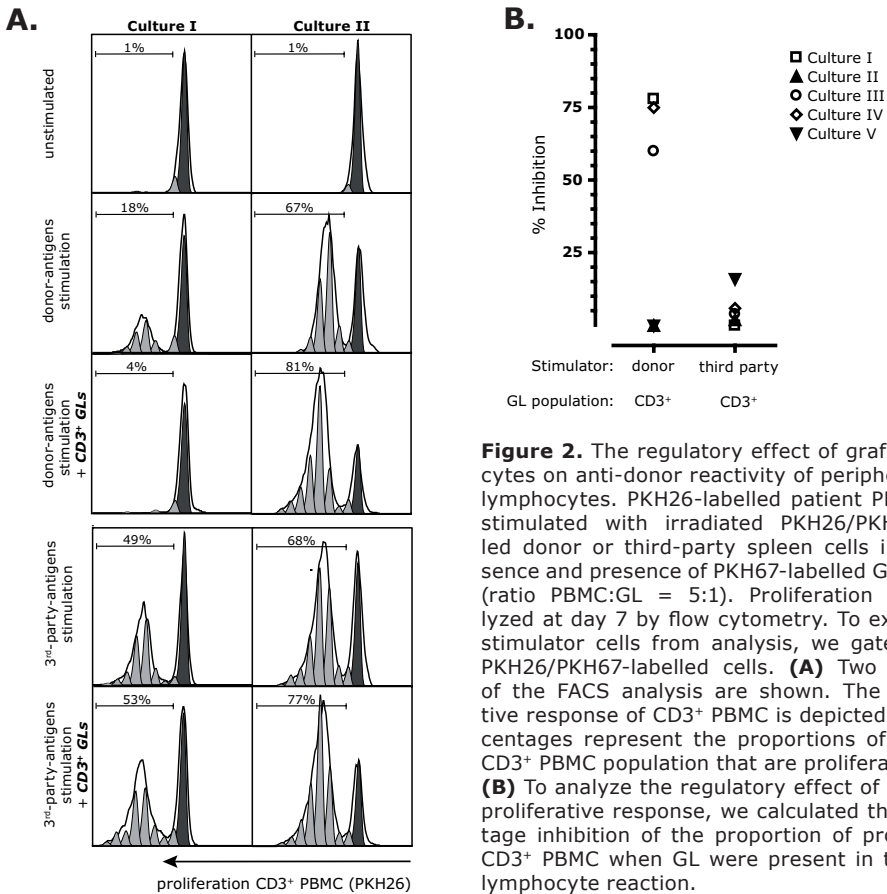 A.
Culture I
Culture II
unstimulated
1%
1%
donor-antigens
stimulation
18%
67%
donor-antigens
stimulation
+ CD3⁺ GLs
4%
81%
3rd-party-antigens
stimulation
49%
68%
3rd-party-antigens
stimulation
+ CD3⁺ GLs
53%
77%
proliferation CD3⁺ PBMC (PKH26)
B.
% Inhibition
100
75
50
25
Culture I
Culture II
Culture III
Culture IV
Culture V
Stimulator: donor third party
GL population: CD3⁺ CD3⁺
Figure 2. The regulatory effect of graf
cytes on anti-donor reactivity of periph
lymphocytes. PKH26-labelled patient P
stimulated with irradiated PKH26/PKH
led donor or third-party spleen cells i
sence and presence of PKH67-labelled G
(ratio PBMC:GL = 5:1). Proliferation
lyzed at day 7 by flow cytometry. To ex
stimulator cells from analysis, we gate
PKH26/PKH67-labelled cells. (A) Two
of the FACS analysis are shown. The
tive response of CD3⁺ PBMC is depicted
centages represent the proportions of
CD3⁺ PBMC population that are prolifera
(B) To analyze the regulatory effect of
proliferative response, we calculated th
tage inhibition of the proportion of pro
CD3⁺ PBMC when GL were present in t
lymphocyte reaction.